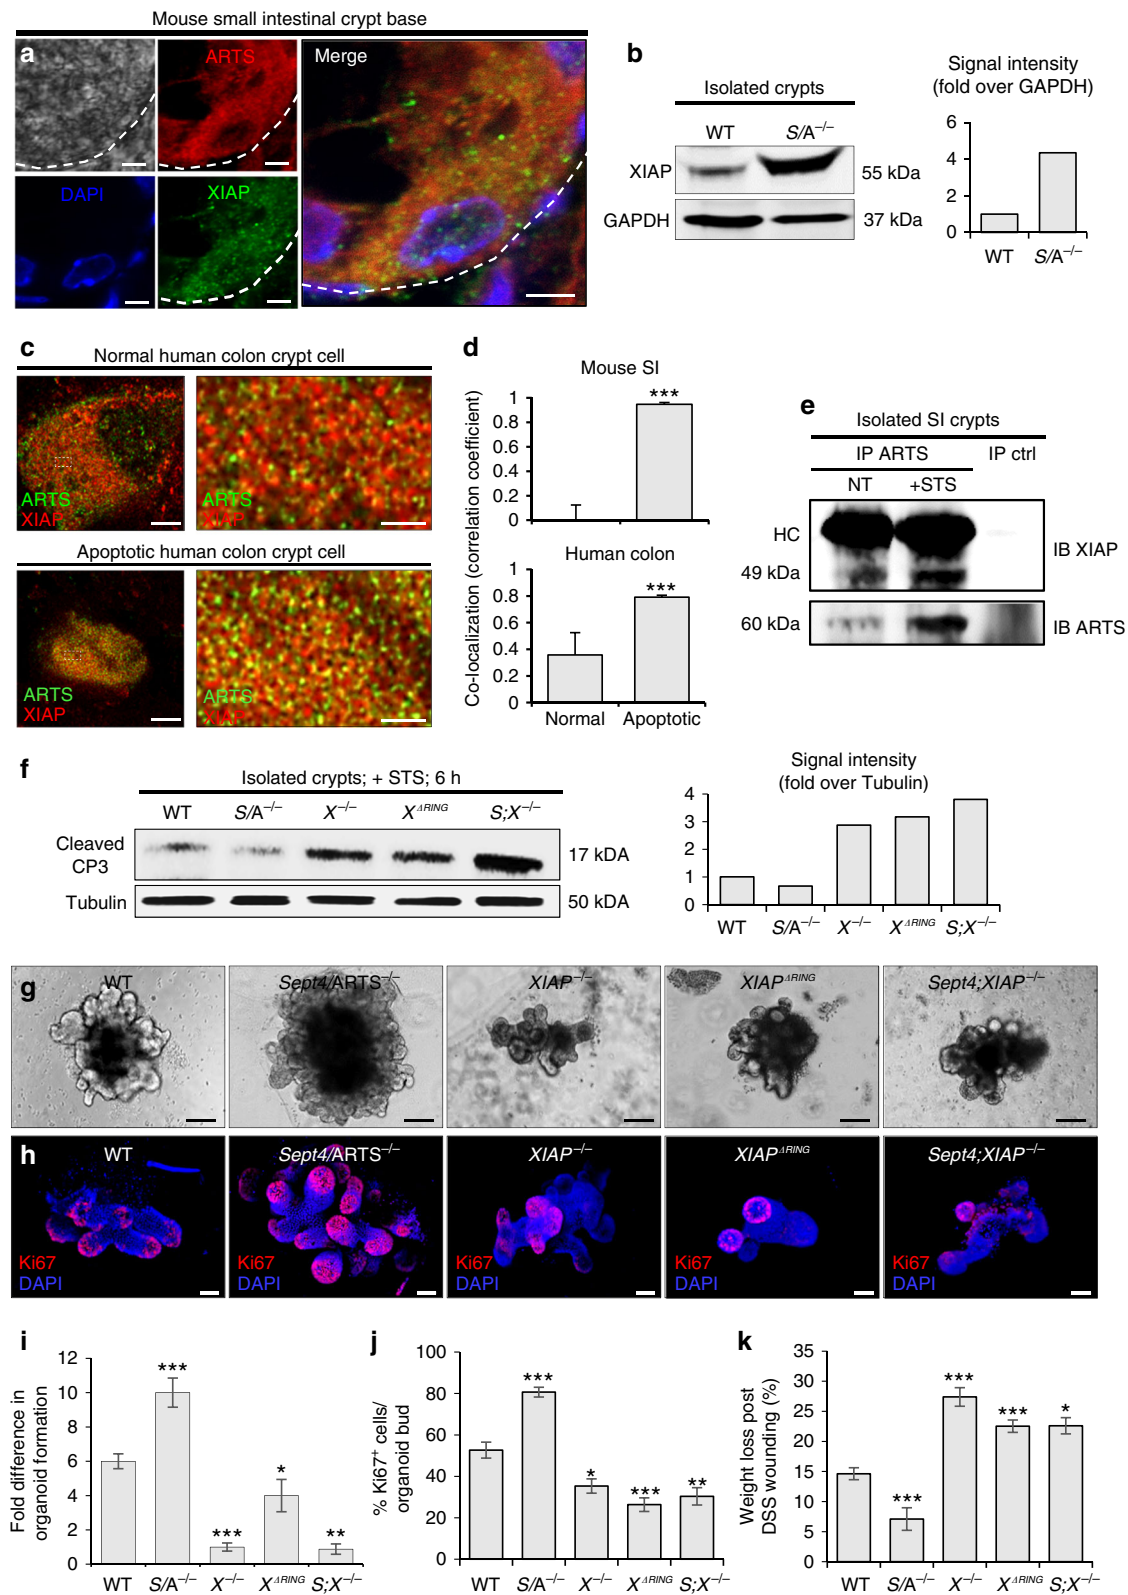 Mouse small intestinal crypt base
a
ARTS
Merge
DAPI
XIAP
b
Isolated crypts
WT S/A−/−
XIAP
55 kDa
GAPDH
37 kDa
Signal intensity
(fold over GAPDH)
6
4
2
0
WT S/A−/−
c
Normal human colon crypt cell
ARTS
XIAP
ARTS
XIAP
Apoptotic human colon crypt cell
ARTS
XIAP
ARTS
XIAP
d
Co-localization (correlation coefficient)
Mouse SI
1
0.8
0.6
0.4
0.2
0
***
Human colon
1
0.8
0.6
0.4
0.2
0
***
Normal Apoptotic
e
Isolated SI crypts
IP ARTS IP ctrl
NT +STS
HC
49 kDa
IB XIAP
60 kDa
IB ARTS
f
Isolated crypts; + STS; 6 h
WT S/A−/− X−/− XΔRING S;X−/−
Cleaved
CP3
17 kDA
Tubulin
50 kDA
Signal intensity
(fold over Tubulin)
4
3
2
1
0
WT S/A−/− X−/− XΔRING S;X−/−
g
WT
Sept4/ARTS−/−
XIAP−/−
XIAPΔRING
Sept4;XIAP−/−
h
WT
Sept4/ARTS−/−
XIAP−/−
XIAPΔRING
Sept4;XIAP−/−
Ki67
DAPI
Ki67
DAPI
Ki67
DAPI
Ki67
DAPI
Ki67
DAPI
i
Fold difference in
organoid formation
12
10
8
6
4
2
0
***
***
*
**
WT S/A−/− X−/− XΔRING S;X−/−
j
% Ki67+ cells/
organoid bud
100
80
60
40
20
0
***
*
***
**
WT S/A−/− X−/− XΔRING S;X−/−
k
Weight loss post
DSS wounding (%)
35
30
25
20
15
10
5
0
***
***
***
*
WT S/A−/− X−/− XΔRING S;X−/−